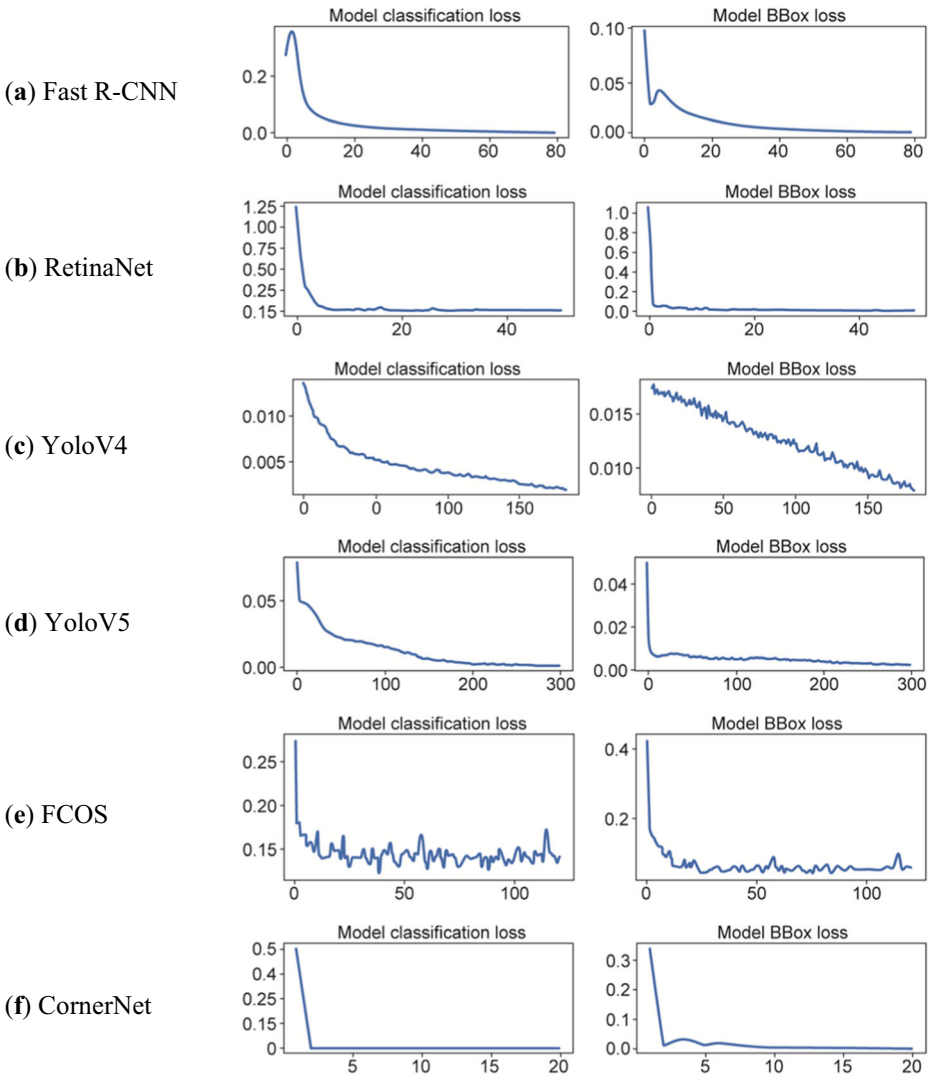 Model classification loss
Model BBox loss
(a) Fast R-CNN
0.2
0.0
0 20 40 60 80
0.10
0.05
0.00
0 20 40 60 80
Model classification loss
Model BBox loss
(b) RetinaNet
1.25
1.00
0.75
0.50
0.25
0.15
0 20 40
1.0
0.8
0.6
0.4
0.2
0.0
0 20 40
Model classification loss
Model BBox loss
(c) YoloV4
0.010
0.005
0 0 100 150
0.015
0.010
0 50 100 150
Model classification loss
Model BBox loss
(d) YoloV5
0.05
0.00
0 100 200 300
0.04
0.02
0.00
0 100 200 300
Model classification loss
Model BBox loss
(e) FCOS
0.25
0.20
0.15
0 50 100
0.4
0.2
0 50 100
Model classification loss
Model BBox loss
(f) CornerNet
0.5
0.4
0.25
0.15
0
5 10 15 20
0.3
0.2
0.1
0.0
5 10 15 20